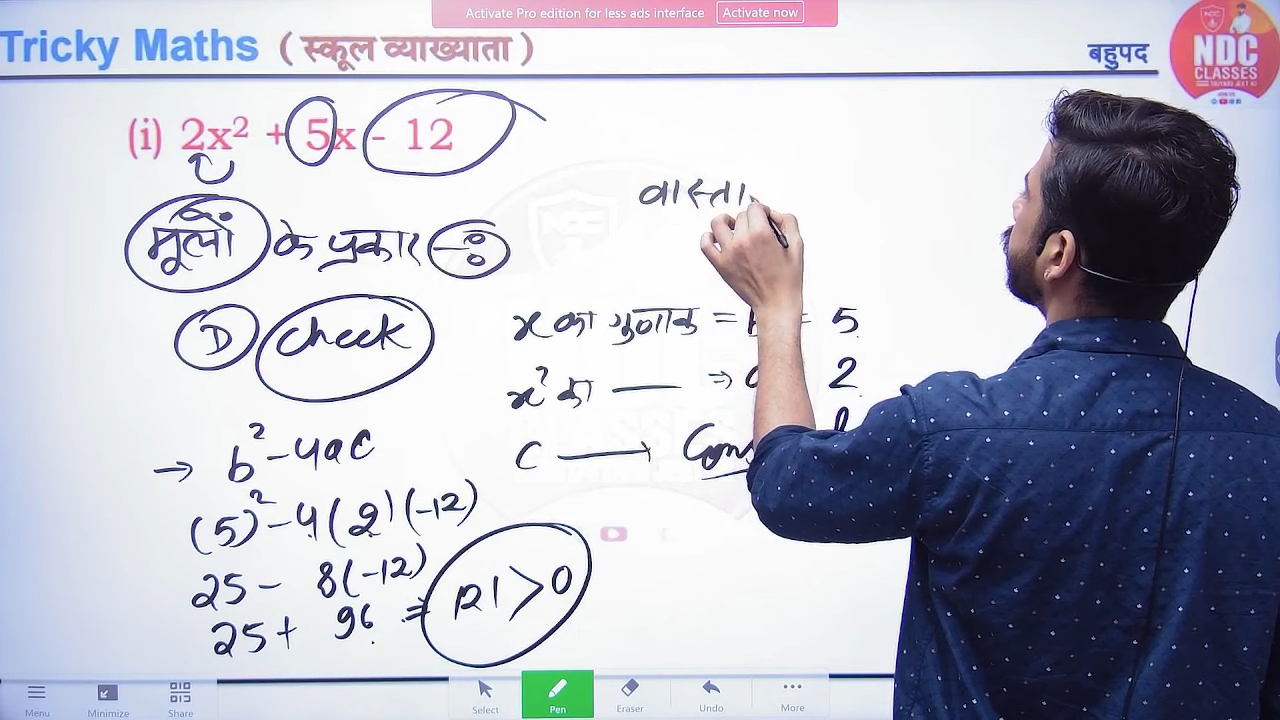 Activate Pro edition for less ads interface Activate now
Tricky Maths ( स्कूल व्याख्याता )
बहुपद
NDC
CLASSES
(i) 2x² + 5x - 12
मूलों के प्रकार -:
D check
वास्ता
x का गुणांक = = 5
x² का — ⇒ 2
C ⟶ Cons
→ b²-4ac
(5)²-4(2)(-12)
25 - 8(-12)
25+ 96 = 121>0
Menu
Minimize
Share
Select
Pen
Eraser
Undo
More